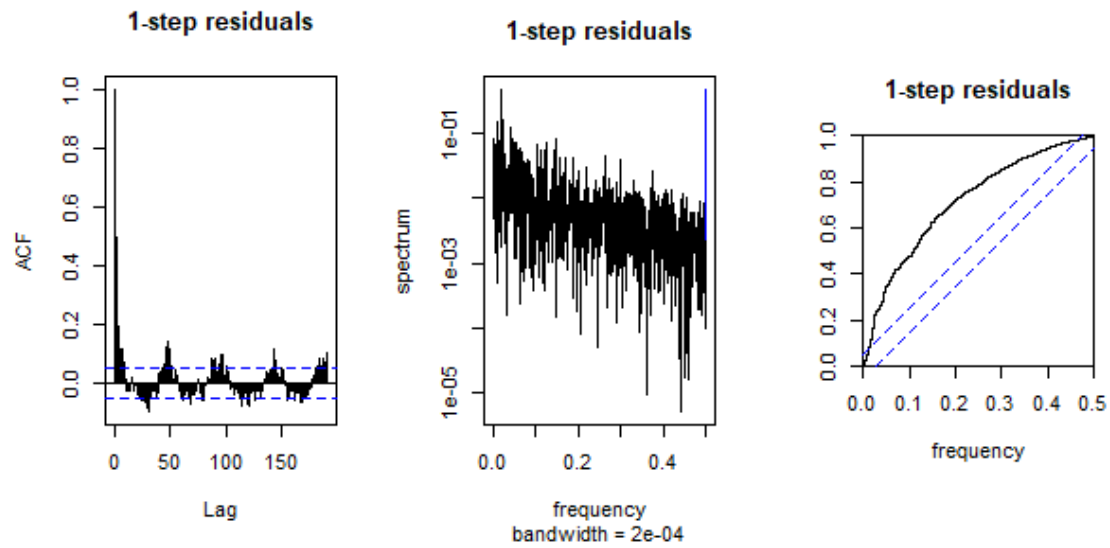 1-step residuals
ACF
1.0
0.8
0.6
0.4
0.2
0.0
0 50 100 150
Lag
1-step residuals
spectrum
1e-01
1e-03
1e-05
0.0 0.2 0.4
frequency
bandwidth = 2e-04
1-step residuals
1.0
0.8
0.6
0.4
0.2
0.0
0.0 0.1 0.2 0.3 0.4 0.5
frequency